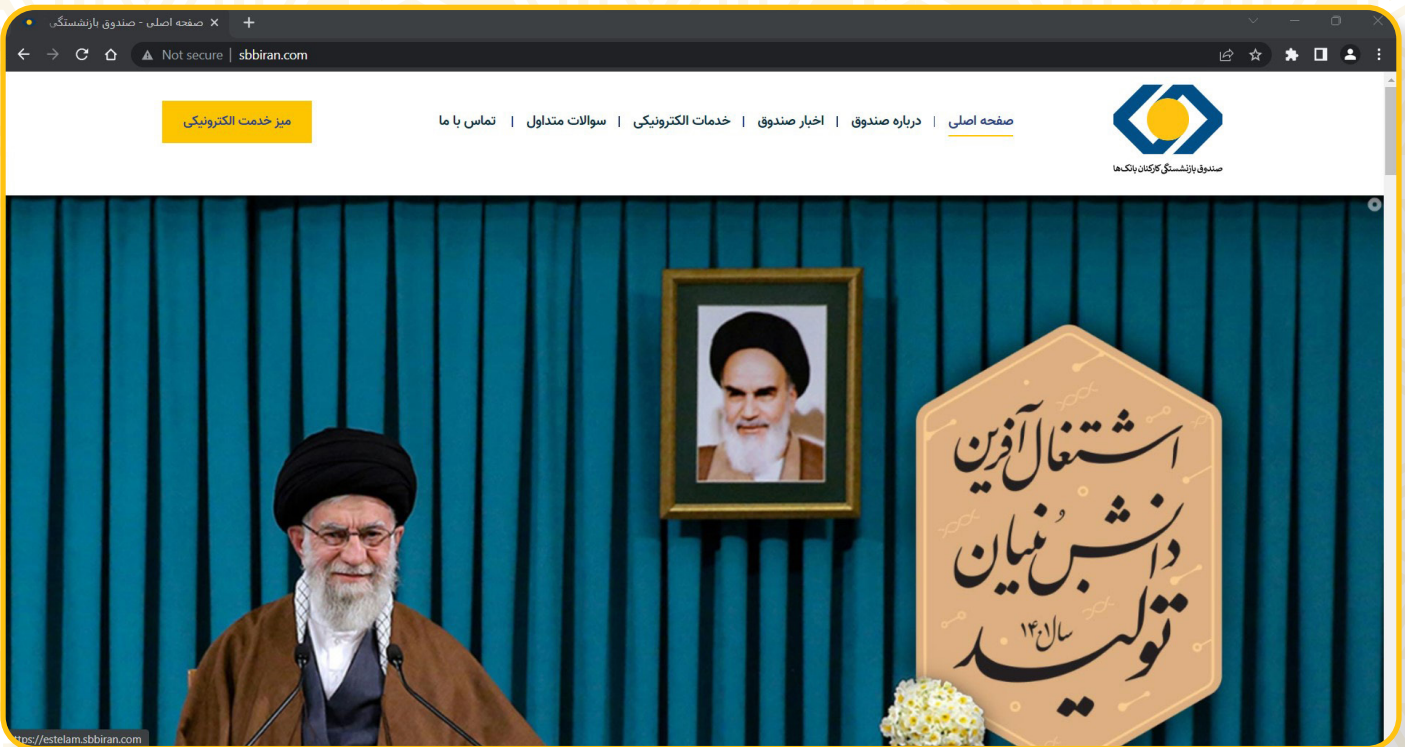 صفحه اصلی - صندوق بازنشستگی
Not secure | sbbiran.com
صندوق بازنشستگی کارکنان بانک‌ها
صفحه اصلی | درباره صندوق | اخبار صندوق | خدمات الکترونیکی | سوالات متداول | تماس با ما
میز خدمت الکترونیکی
تولید
دانش‌بُنیان
اشتغال‌آفرین
سال ۱۴۰۱
ttps://estelam.sbbiran.com